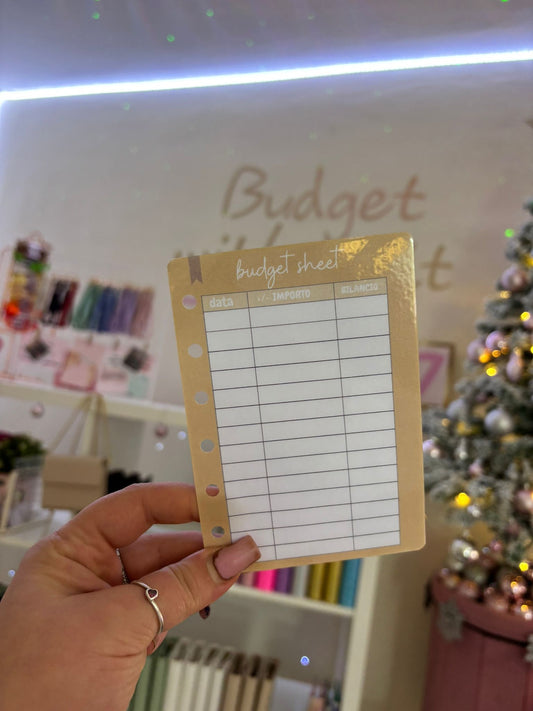 Budget
budget sheet
data +/- IMPORTO BILANCIO